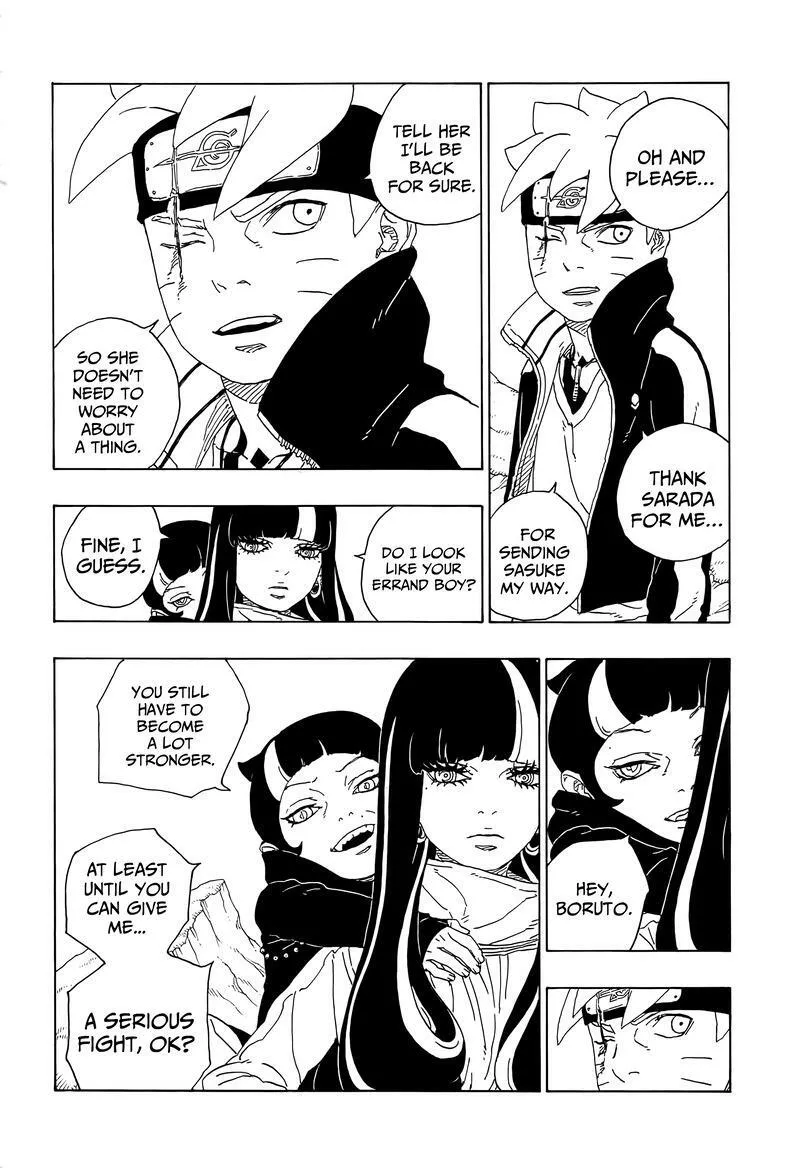 OH AND
PLEASE...
THANK
SARADA
FOR ME...
FOR
SENDING
SASUKE
MY WAY.
TELL HER
I'LL BE
BACK
FOR SURE.
SO SHE
DOESN'T
NEED TO
WORRY
ABOUT
A THING.
DO I LOOK
LIKE YOUR
ERRAND BOY?
FINE, I
GUESS.
HEY,
BORUTO.
YOU STILL
HAVE TO
BECOME
A LOT
STRONGER.
AT LEAST
UNTIL YOU
CAN GIVE
ME...
A SERIOUS
FIGHT, OK?